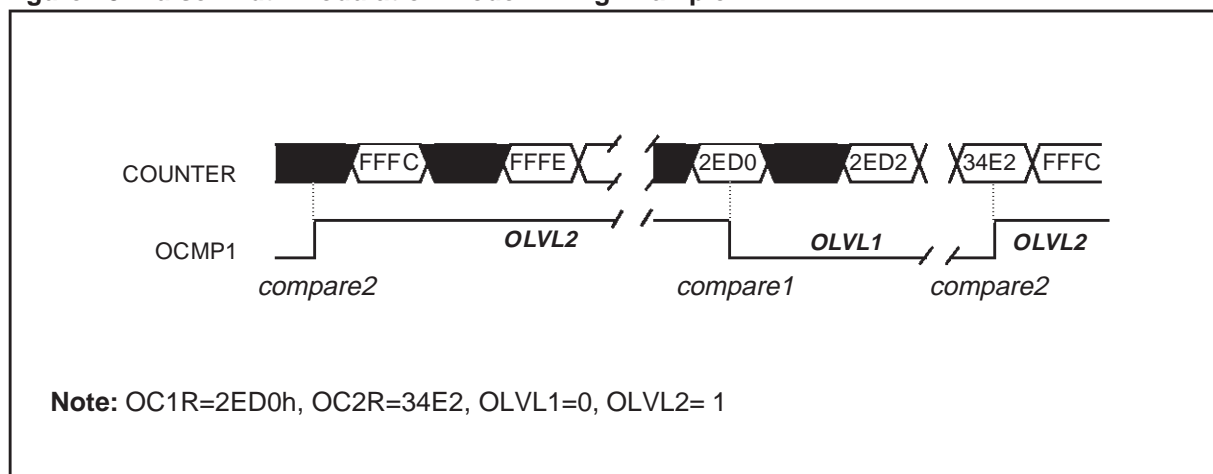 COUNTER FFFC FFFE 2ED0 2ED2 34E2 FFFC
OCMP1 OLVL2 OLVL1 OLVL2
compare2 compare1 compare2
Note: OC1R=2ED0h, OC2R=34E2, OLVL1=0, OLVL2= 1